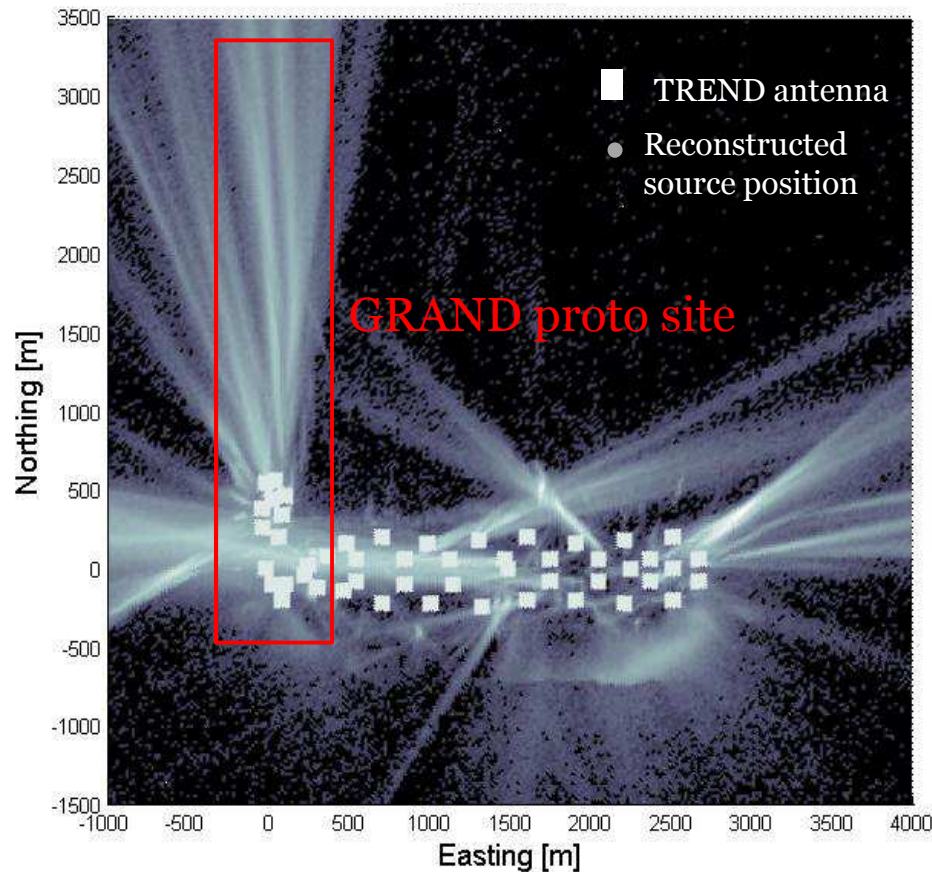 3500
3000
2500
2000
1500
1000
500
0
-500
-1000
-1500
Northing [m]
TREND antenna
Reconstructed
source position
GRAND proto site
-1000 -500 0 500 1000 1500 2000 2500 3000 3500 4000
Easting [m]